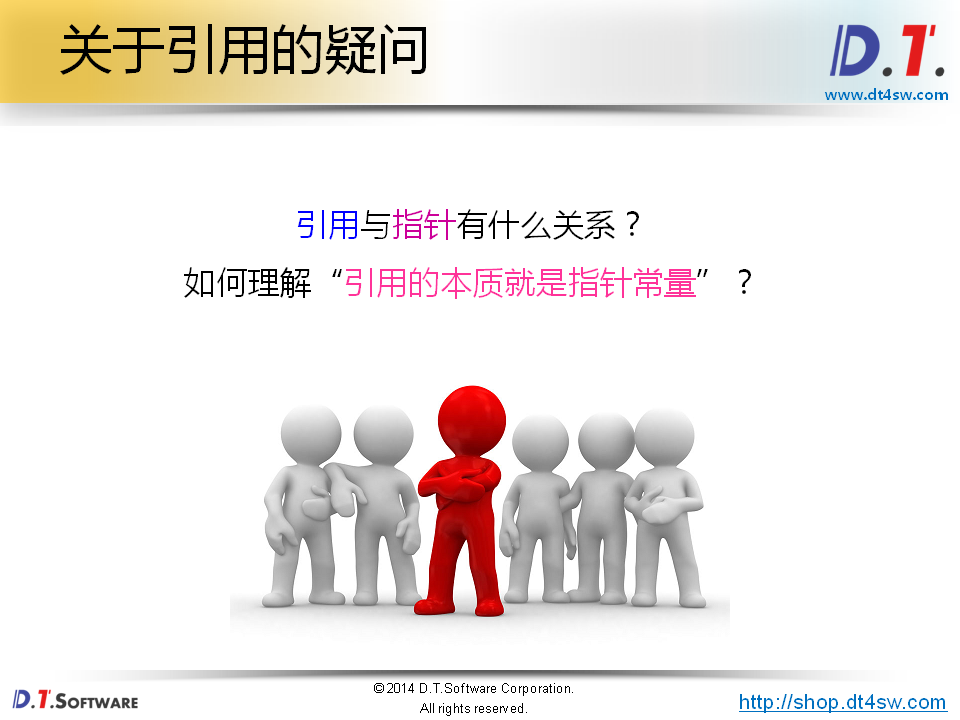 关于引用的疑问
D.T.
www.dt4sw.com
引用与指针有什么关系？
如何理解“引用的本质就是指针常量”？
D.T.SOFTWARE
©2014 D.T.Software Corporation.
All rights reserved.
http://shop.dt4sw.com